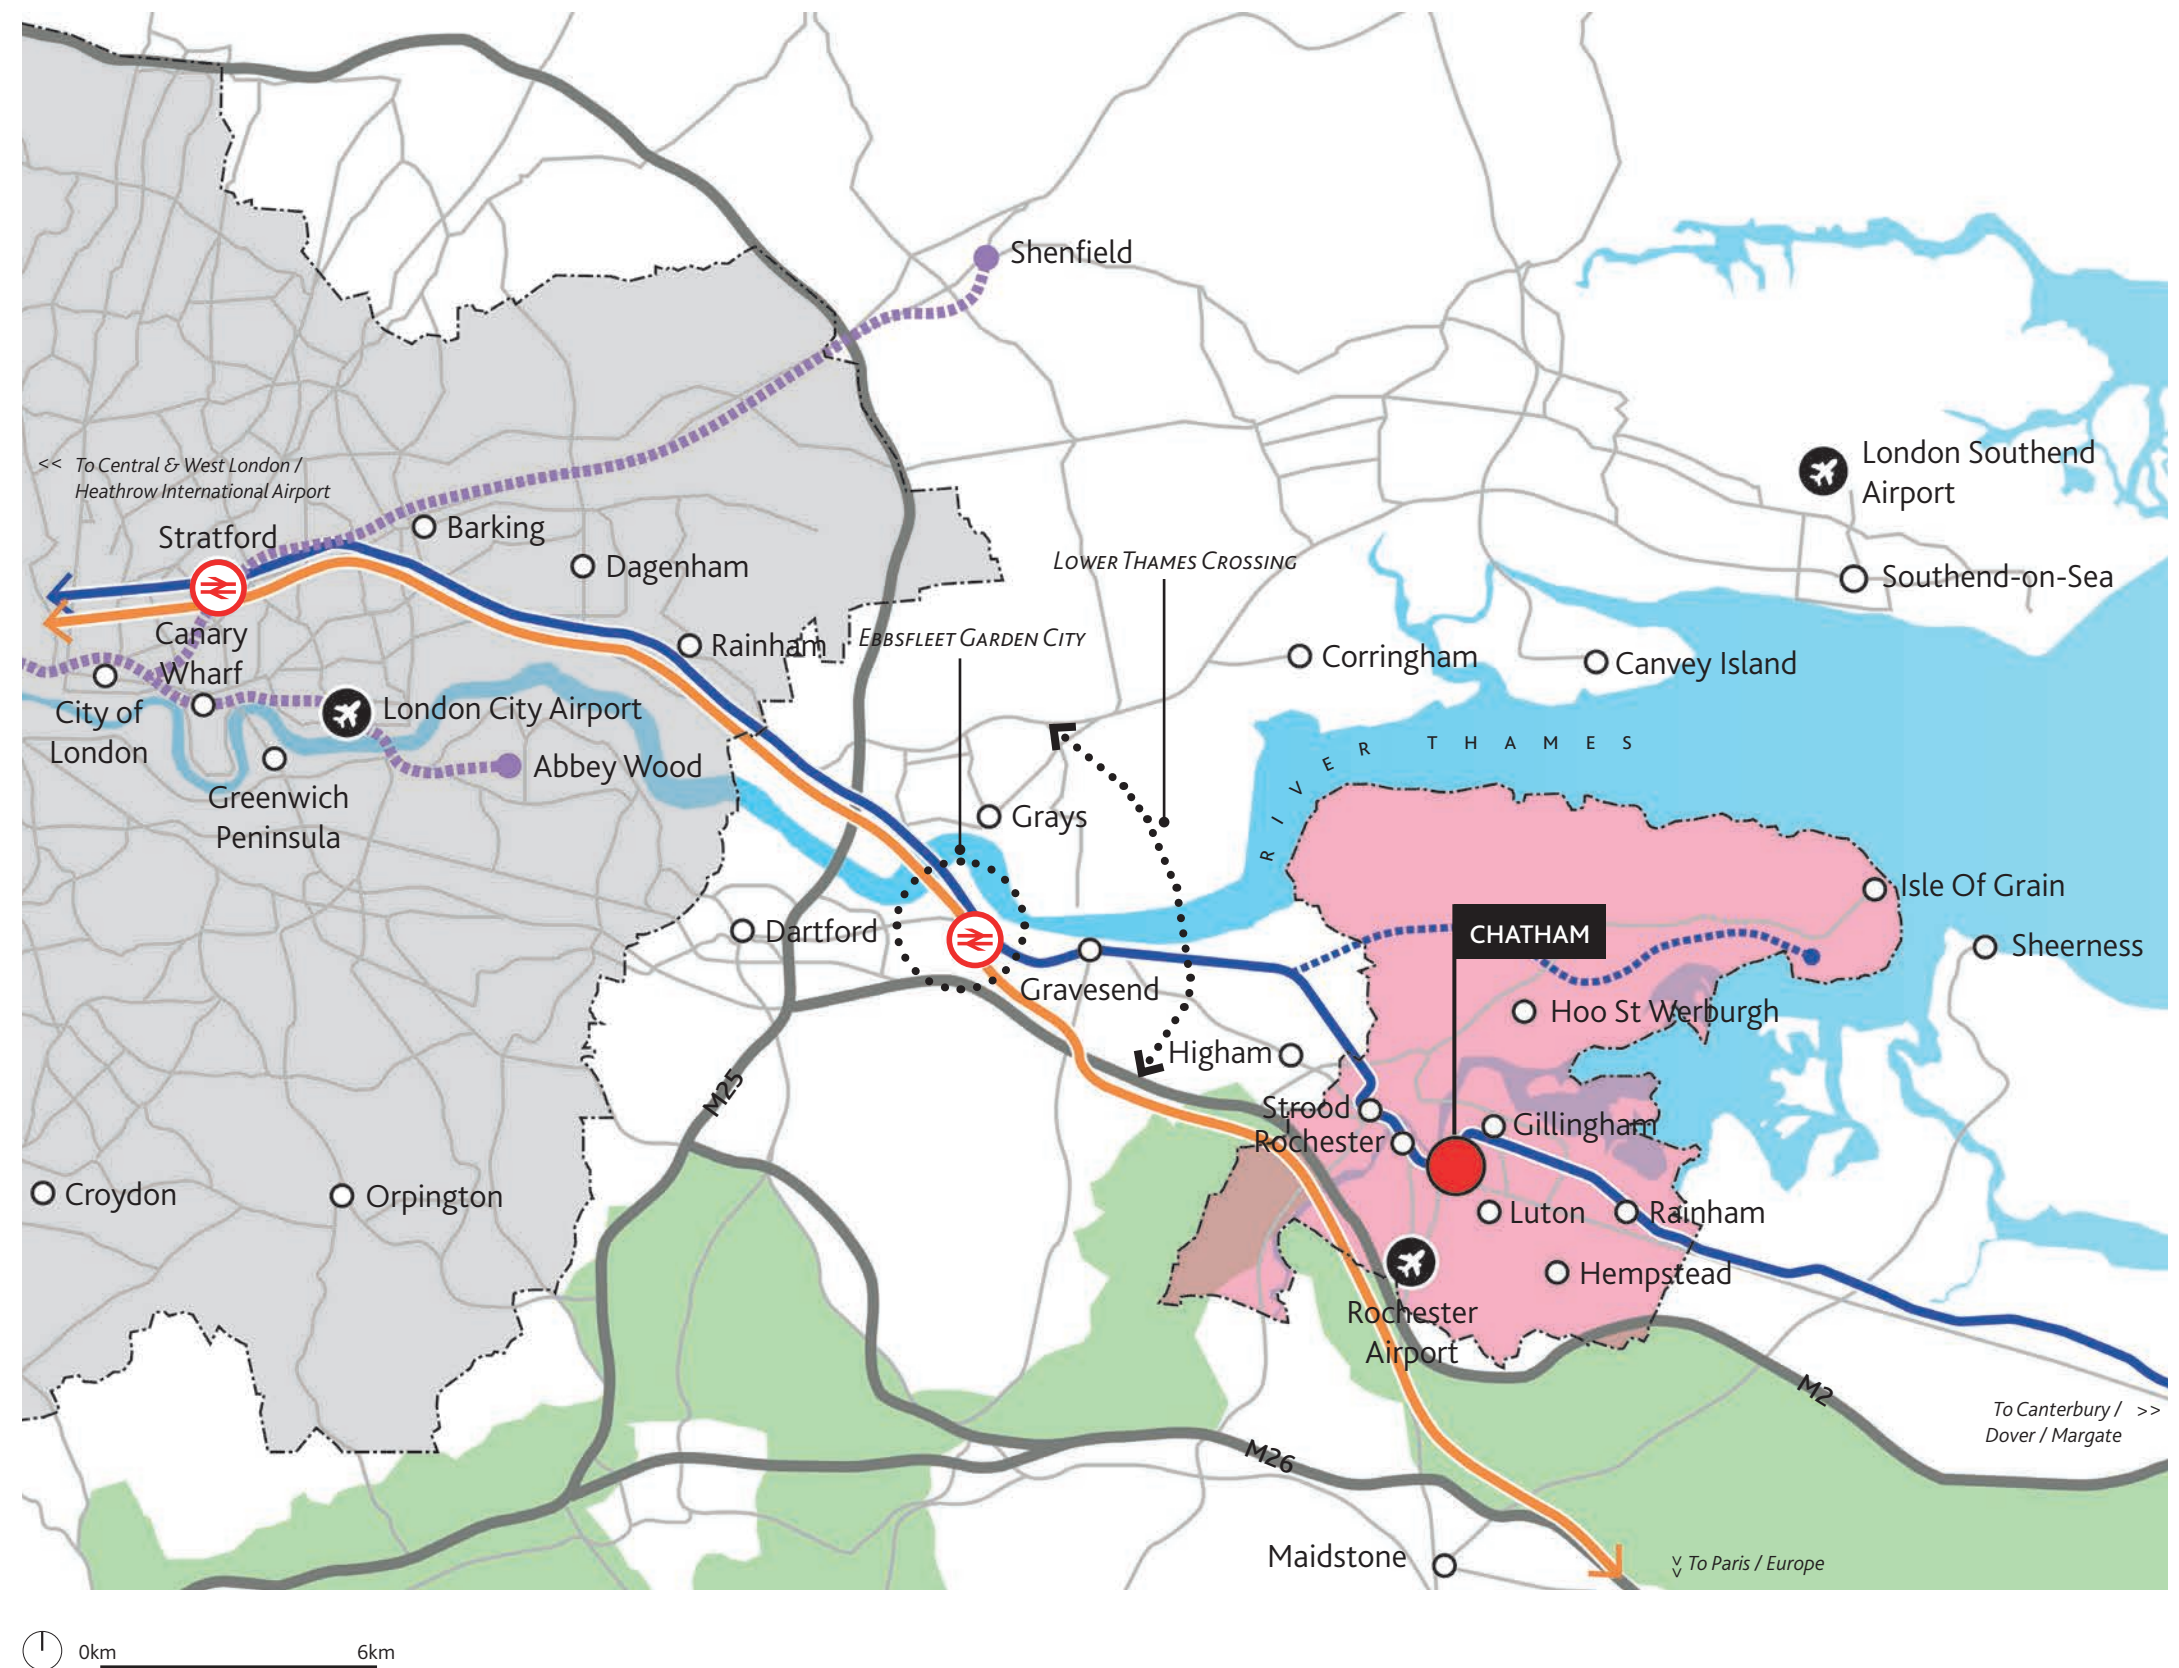 Shenfield
<< To Central & West London /
Heathrow International Airport
London Southend
Airport
Stratford
Barking
Dagenham
LOWER THAMES CROSSING
Southend-on-Sea
Canary
Wharf
Rainham
EBBSFLEET GARDEN CITY
Corringham
Canvey Island
City of
London
London City Airport
Abbey Wood
RIVER THAMES
Greenwich
Peninsula
Grays
Isle Of Grain
Dartford
CHATHAM
Sheerness
Gravesend
Hoo St Werburgh
Higham
M25
Strood
Rochester
Gillingham
Croydon
Orpington
Luton
Rainham
Hempstead
Rochester
Airport
M2
To Canterbury / >>
Dover / Margate
M26
Maidstone
>> To Paris / Europe
0km 6km